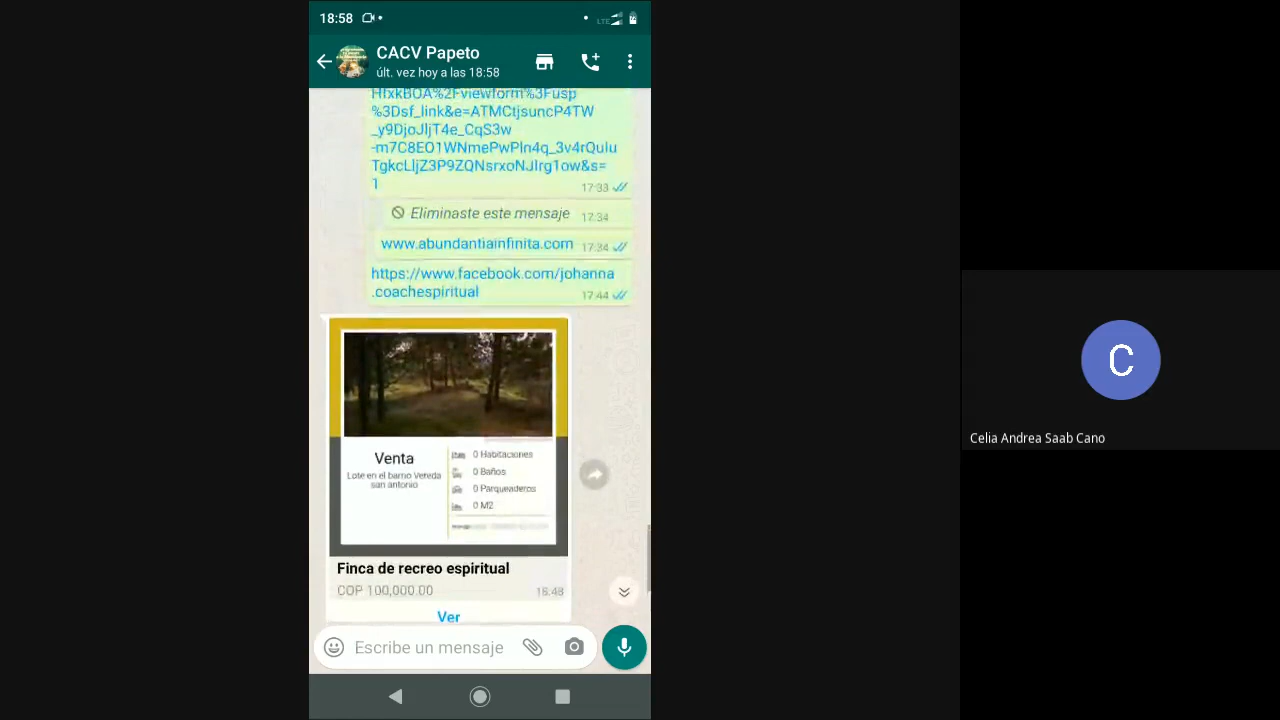 18:58
LTE
CACV Papeto
últ. vez hoy a las 18:58
HfxkBOA%2Fviewform%3Fusp
%3Dsf_link&e=ATMCtjsuncP4TW
_y9DjoJljT4e_CqS3w
-m7C8EO1WNmePwPln4q_3v4rQuIu
TgkcLljZ3P9ZQNsrxoNJIrg1ow&s=
1
17:33
Eliminaste este mensaje 17:34
www.abundantiainfinita.com 17:34
https://www.facebook.com/johanna
.coachespiritual 17:44
Venta
Lote en el barrio Vereda
san antonio
0 Habitaciones
0 Baños
0 Parqueaderos
0 M2
Finca de recreo espiritual
COP 100,000.00 18:48
Ver
Escribe un mensaje
C
Celia Andrea Saab Cano